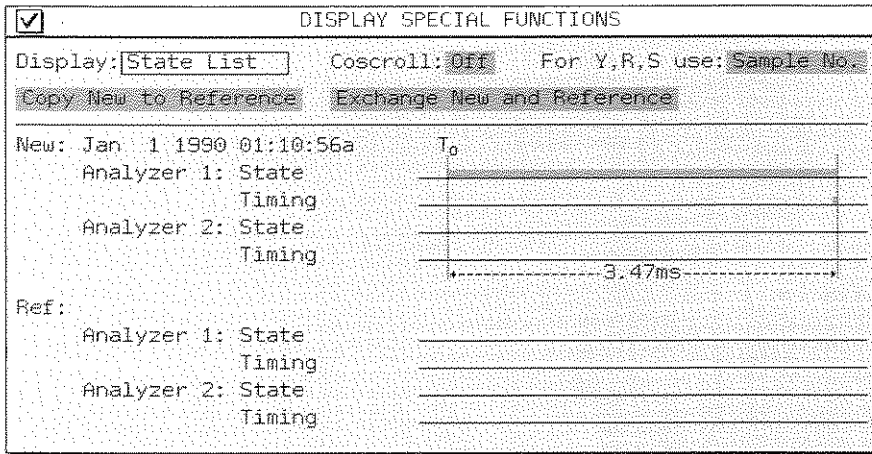 DISPLAY SPECIAL FUNCTIONS
Display: State List Coscroll: Off For Y,R,S use: Sample No.
Copy New to Reference Exchange New and Reference
New: Jan 1 1990 01:10:56a To
Analyzer 1: State
Timing
Analyzer 2: State
Timing
3.47ms
Ref:
Analyzer 1: State
Timing
Analyzer 2: State
Timing